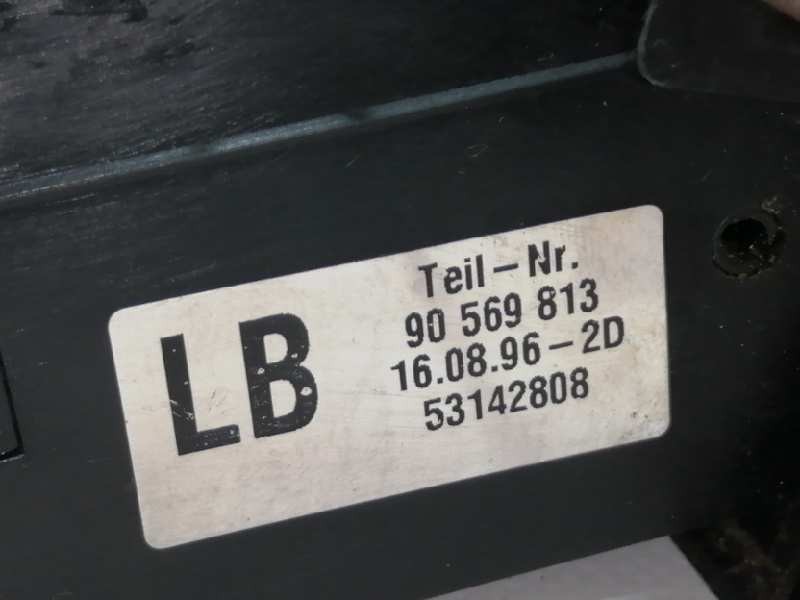 LB
Teil-Nr.
90 569 813
16.08.96-2D
53142808